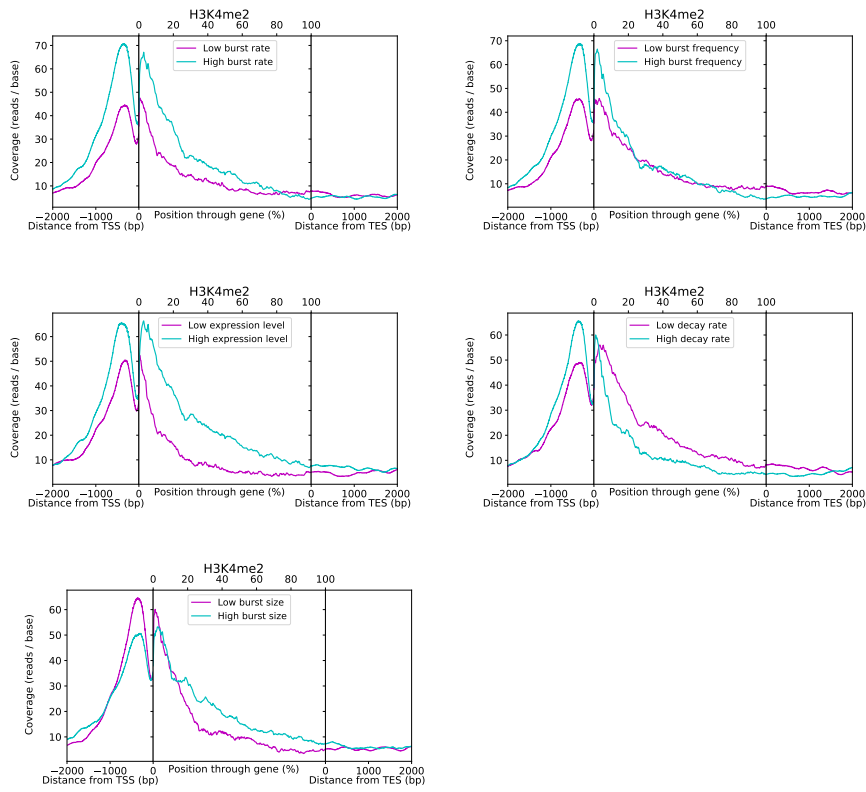 H3K4me2
0 20 40 60 80 100
Low burst rate
High burst rate
Coverage (reads / base)
70
60
50
40
30
20
10
−2000 −1000 0 0 1000 2000
Position through gene (%)
Distance from TSS (bp) Distance from TES (bp)
H3K4me2
0 20 40 60 80 100
Low burst frequency
High burst frequency
Coverage (reads / base)
70
60
50
40
30
20
10
−2000 −1000 0 0 1000 2000
Position through gene (%)
Distance from TSS (bp) Distance from TES (bp)
H3K4me2
0 20 40 60 80 100
Low expression level
High expression level
Coverage (reads / base)
60
50
40
30
20
10
−2000 −1000 0 0 1000 2000
Position through gene (%)
Distance from TSS (bp) Distance from TES (bp)
H3K4me2
0 20 40 60 80 100
Low decay rate
High decay rate
Coverage (reads / base)
60
50
40
30
20
10
−2000 −1000 0 0 1000 2000
Position through gene (%)
Distance from TSS (bp) Distance from TES (bp)
H3K4me2
0 20 40 60 80 100
Low burst size
High burst size
Coverage (reads / base)
60
50
40
30
20
10
−2000 −1000 0 0 1000 2000
Position through gene (%)
Distance from TSS (bp) Distance from TES (bp)